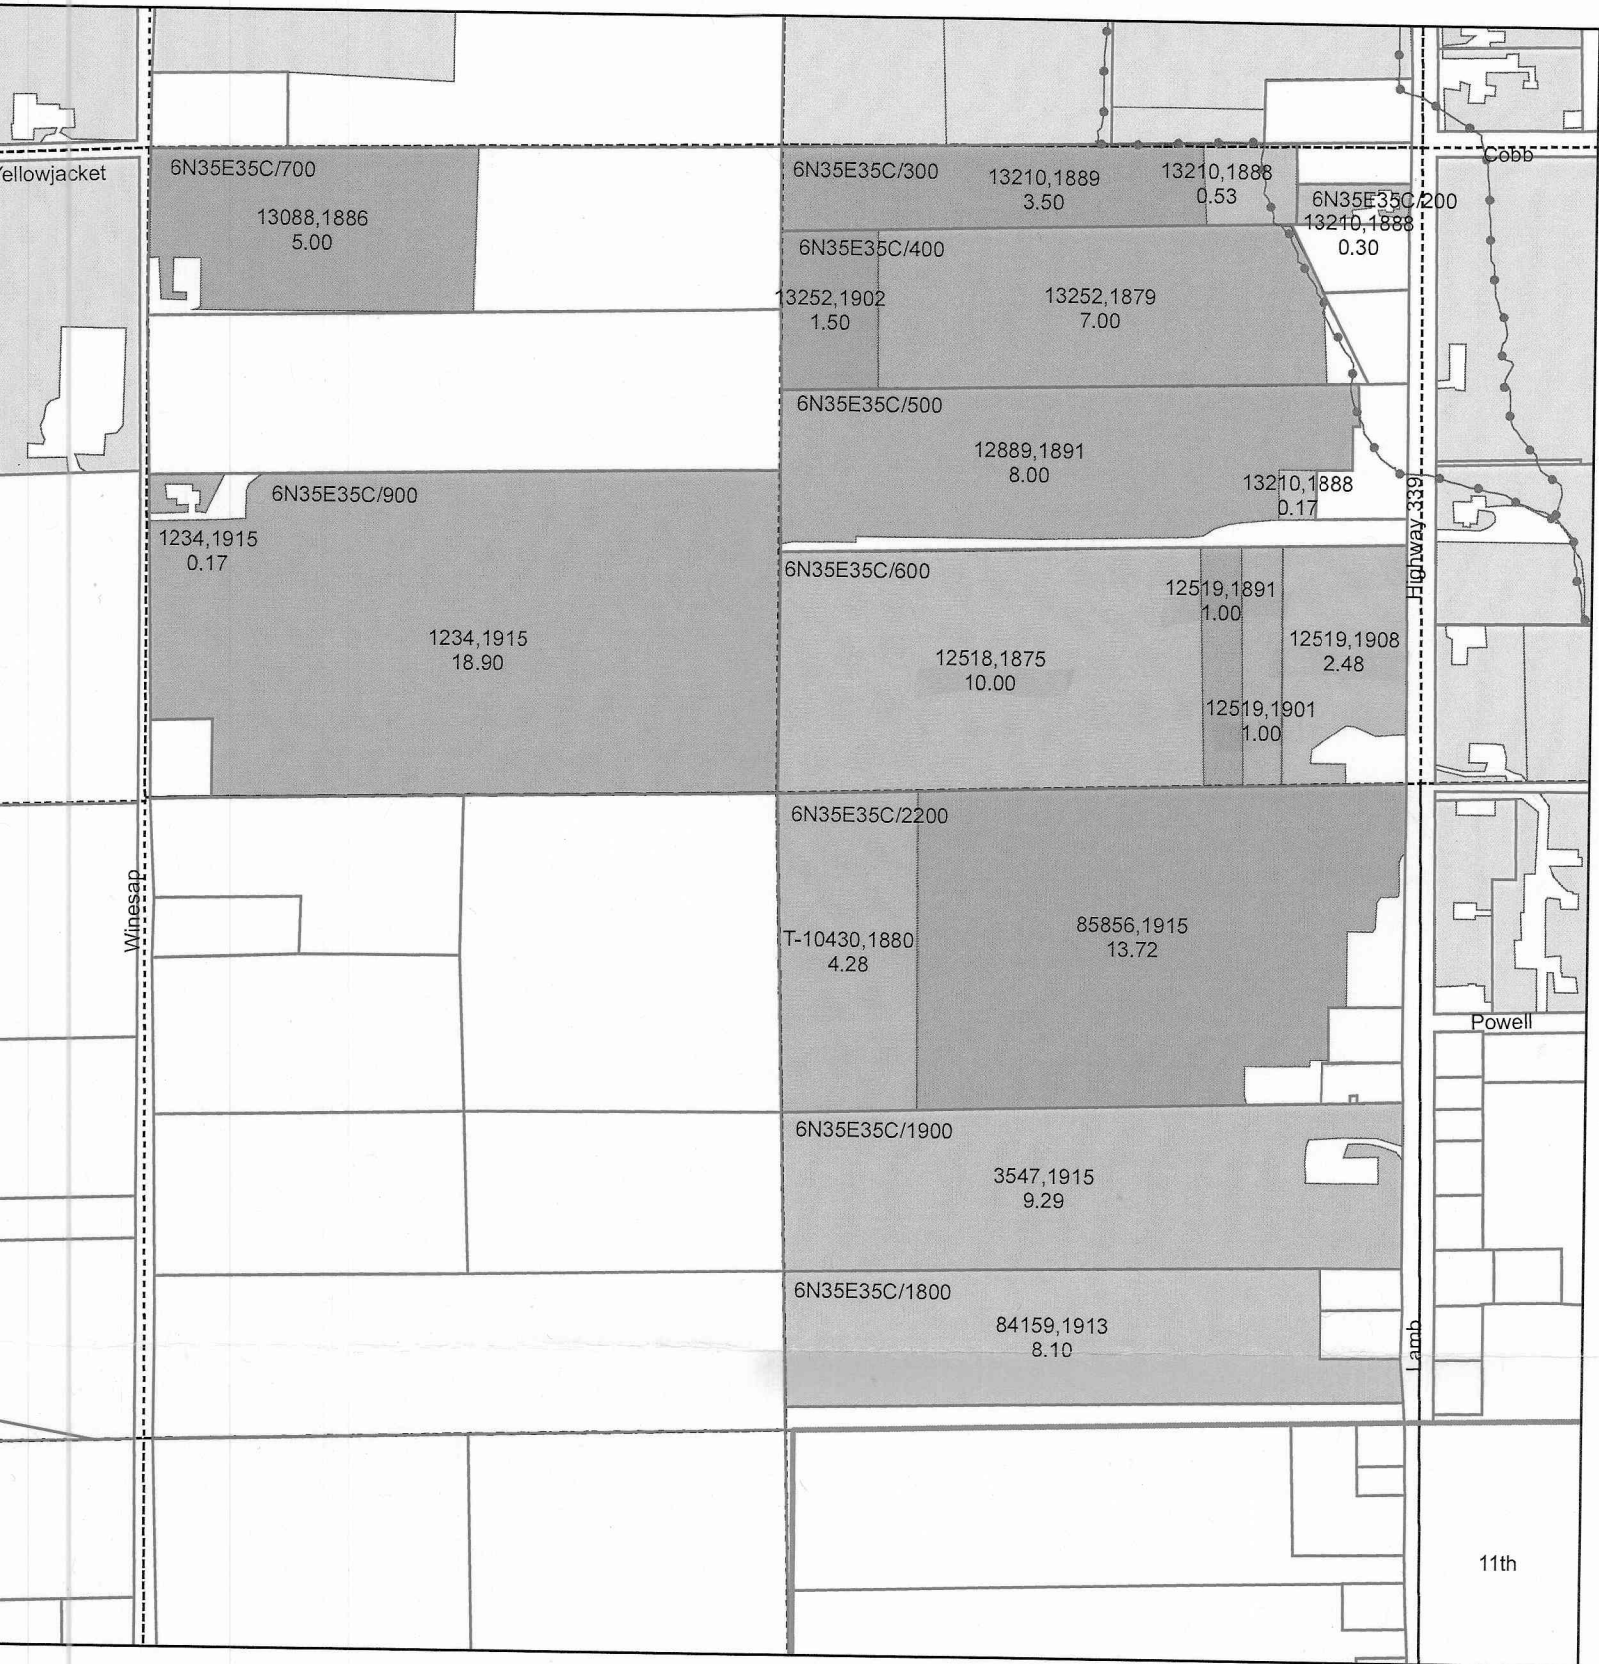 Cobb
ellowjacket
6N35E35C/700
13088,1886
5.00
6N35E35C/300
13210,1889
3.50
13210,1888
0.53
6N35E35C/200
13210,1888
0.30
6N35E35C/400
13252,1902
1.50
13252,1879
7.00
6N35E35C/500
12889,1891
8.00
13210,1888
0.17
Highway 339
6N35E35C/900
1234,1915
0.17
1234,1915
18.90
6N35E35C/600
12519,1891
1.00
12518,1875
10.00
12519,1908
2.48
12519,1901
1.00
6N35E35C/2200
Winesap
T-10430,1880
4.28
85856,1915
13.72
Powell
6N35E35C/1900
3547,1915
9.29
6N35E35C/1800
84159,1913
8.10
Lamb
11th